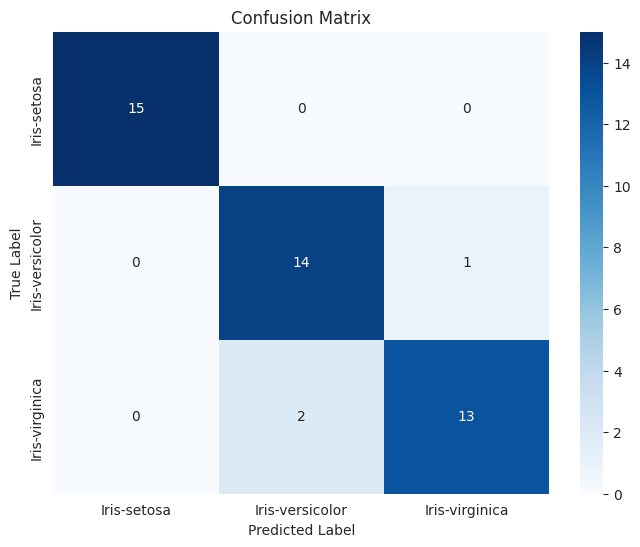 Confusion Matrix
Iris-setosa
15 0 0
14
12
10
True Label
Iris-versicolor
0 14 1
8
6
Iris-virginica
0 2 13
4
2
0
Iris-setosa Iris-versicolor Iris-virginica
Predicted Label